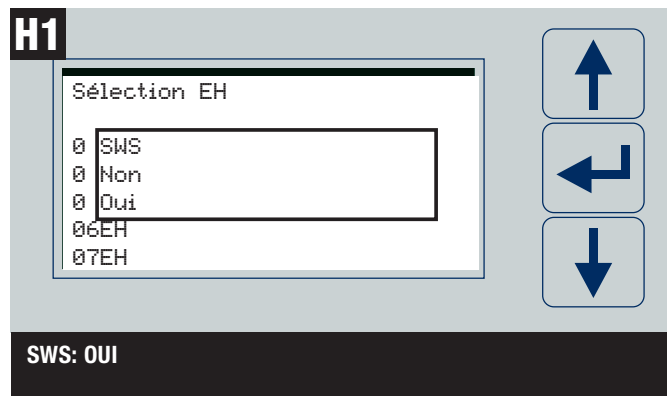 H1
Sélection EH
0 SWS
0 Non
0 Oui
06EH
07EH
SWS: OUI